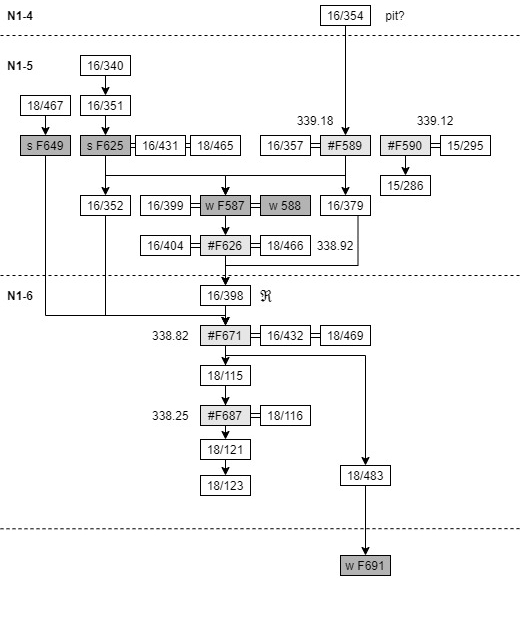 N1-4 16/354 pit?
N1-5 16/340
18/467 16/351
339.18 339.12
s F649 s F625 16/431 18/465 16/357 #F589 #F590 15/295
15/286
16/352 16/399 w F587 w 588 16/379
16/404 #F626 18/466 338.92
N1-6 16/398 ℜ
338.82 #F671 16/432 18/469
18/115
338.25 #F687 18/116
18/121
18/483
18/123
w F691